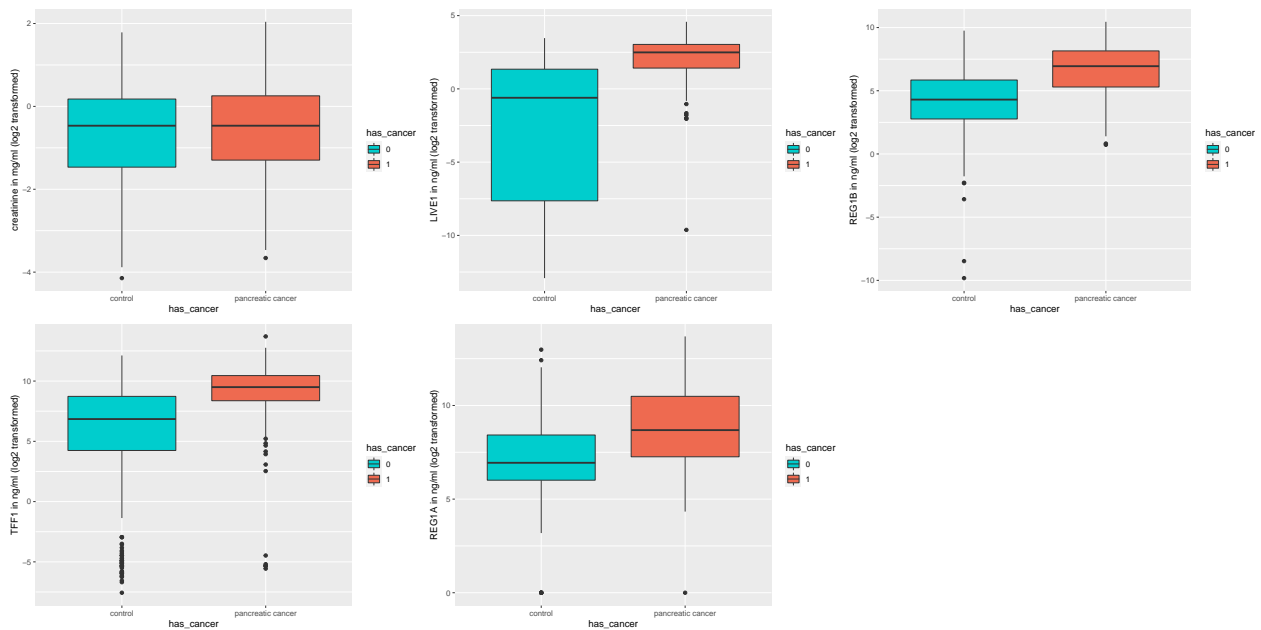 creatinine in mg/ml (log2 transformed)
2
0
−2
−4
control
pancreatic cancer
has_cancer
has_cancer
0
1
LIVE1 in ng/ml (log2 transformed)
5
0
−5
−10
control
pancreatic cancer
has_cancer
has_cancer
0
1
REG1B in ng/ml (log2 transformed)
10
5
0
−5
−10
control
pancreatic cancer
has_cancer
has_cancer
0
1
TFF1 in ng/ml (log2 transformed)
10
5
0
−5
control
pancreatic cancer
has_cancer
has_cancer
0
1
REG1A in ng/ml (log2 transformed)
10
5
0
control
pancreatic cancer
has_cancer
has_cancer
0
1